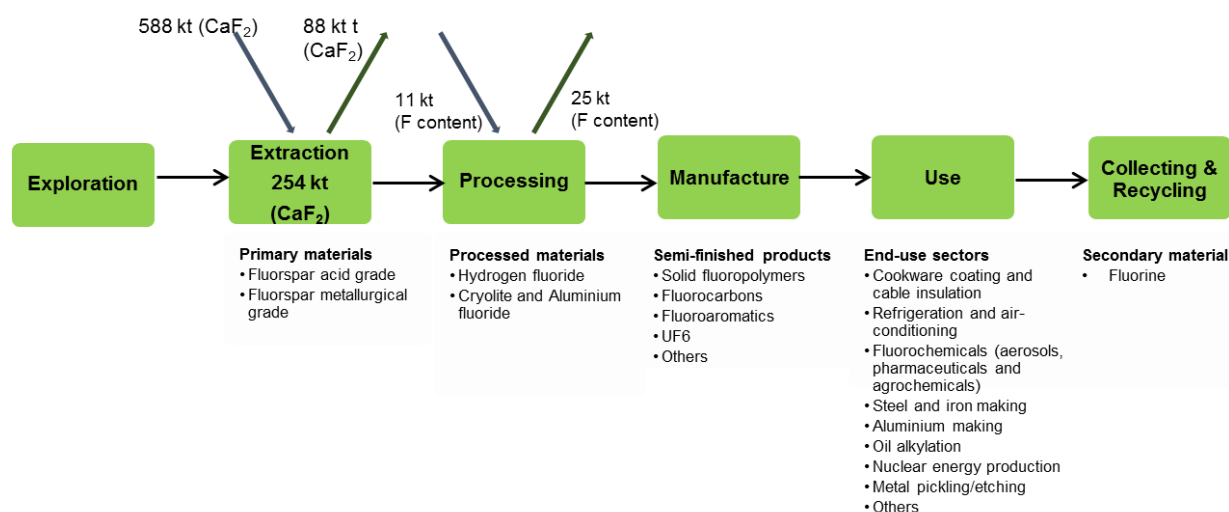 588 kt (CaF₂)
88 kt t
(CaF₂)
11 kt
(F content)
25 kt
(F content)
Exploration
Extraction
254 kt
(CaF₂)
Processing
Manufacture
Use
Collecting &
Recycling
Primary materials
• Fluorspar acid grade
• Fluorspar metallurgical
grade
Processed materials
• Hydrogen fluoride
• Cryolite and Aluminium
fluoride
Semi-finished products
• Solid fluoropolymers
• Fluorocarbons
• Fluoroaromatics
• UF6
• Others
End-use sectors
• Cookware coating and
cable insulation
• Refrigeration and air-
conditioning
• Fluorochemicals (aerosols,
pharmaceuticals and
agrochemicals)
• Steel and iron making
• Aluminium making
• Oil alkylation
• Nuclear energy production
• Metal pickling/etching
• Others
Secondary material
• Fluorine